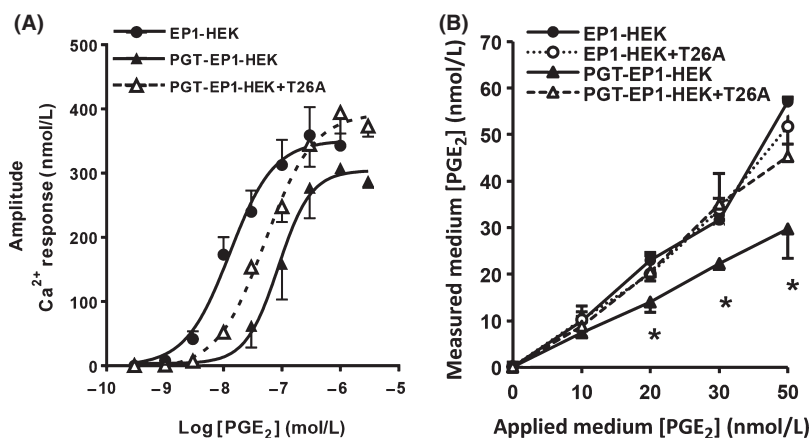 (A)
EP1-HEK
PGT-EP1-HEK
PGT-EP1-HEK+T26A
500
400
300
200
100
0
Amplitude
Ca²⁺ response (nmol/L)
−10 −9 −8 −7 −6 −5
Log [PGE₂] (mol/L)
(B)
EP1-HEK
EP1-HEK+T26A
PGT-EP1-HEK
PGT-EP1-HEK+T26A
70
60
50
40
30
20
10
0
Measured medium [PGE₂] (nmol/L)
*
*
*
0 10 20 30 50
Applied medium [PGE₂] (nmol/L)